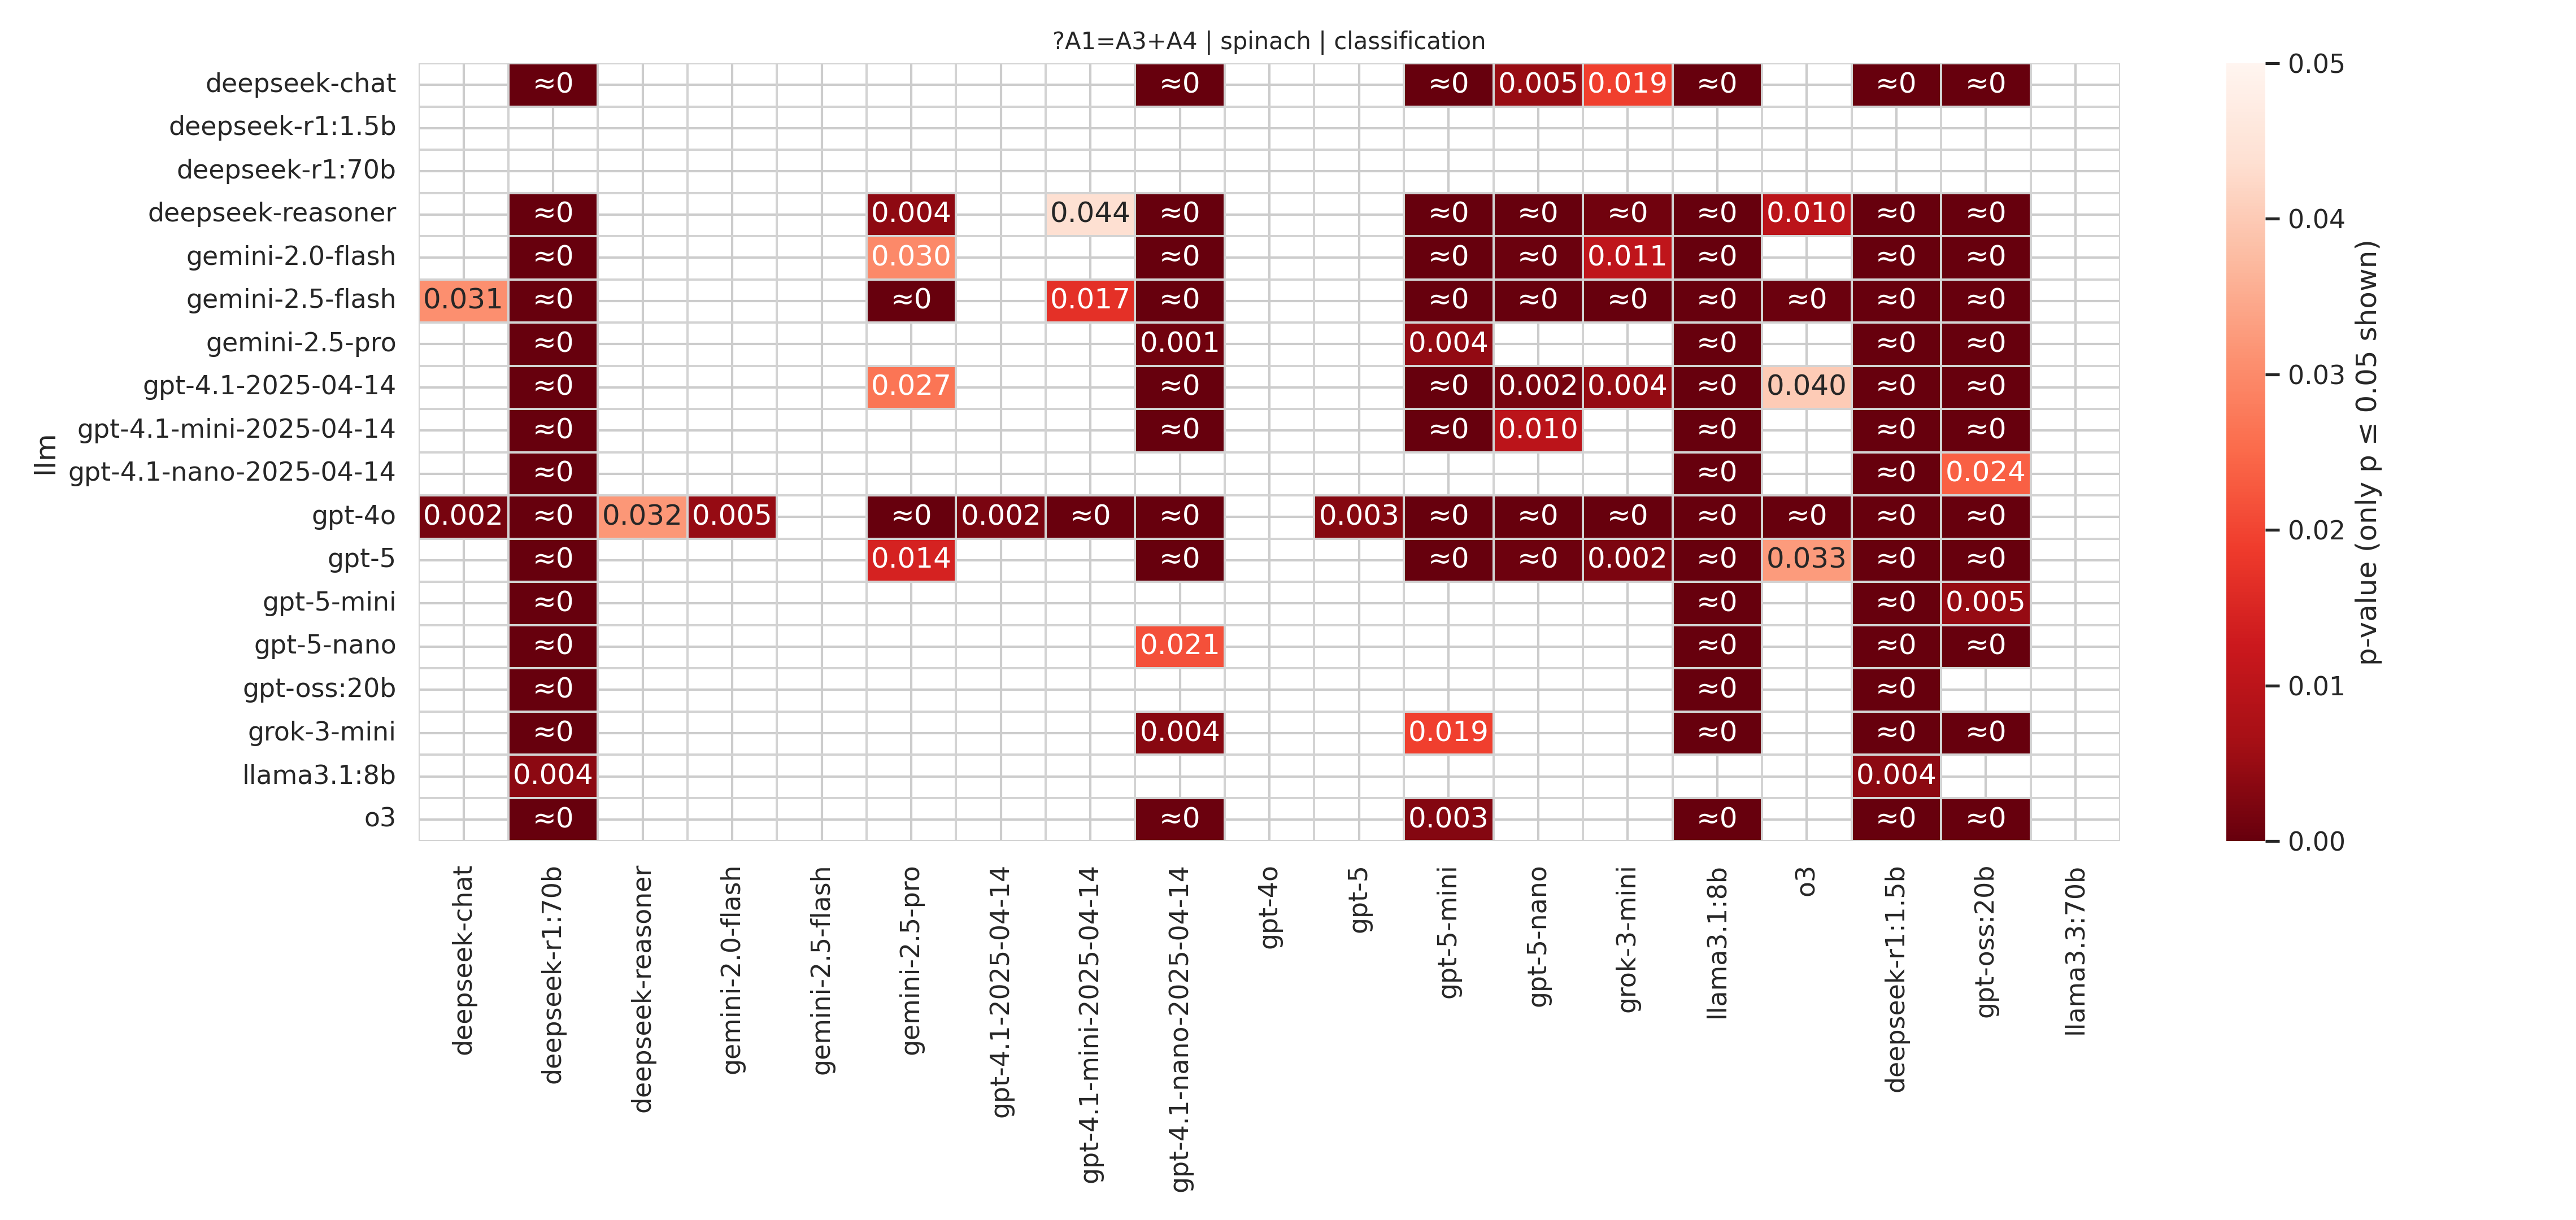 ?A1=A3+A4 | spinach | classification
deepseek-chat ≈0 ≈0 ≈0 0.005 0.019 ≈0 ≈0 ≈0
deepseek-r1:1.5b
deepseek-r1:70b
deepseek-reasoner ≈0 0.004 0.044 ≈0 ≈0 ≈0 ≈0 ≈0 0.010 ≈0 ≈0
gemini-2.0-flash ≈0 0.030 ≈0 ≈0 ≈0 0.011 ≈0 ≈0 ≈0
gemini-2.5-flash 0.031 ≈0 ≈0 0.017 ≈0 ≈0 ≈0 ≈0 ≈0 ≈0 ≈0 ≈0
gemini-2.5-pro ≈0 0.001 0.004 ≈0 ≈0 ≈0
gpt-4.1-2025-04-14 ≈0 0.027 ≈0 ≈0 0.002 0.004 ≈0 0.040 ≈0 ≈0
gpt-4.1-mini-2025-04-14 ≈0 ≈0 ≈0 0.010 ≈0 ≈0 ≈0
gpt-4.1-nano-2025-04-14 ≈0 ≈0 ≈0 0.024
gpt-4o 0.002 ≈0 0.032 0.005 ≈0 0.002 ≈0 ≈0 0.003 ≈0 ≈0 ≈0 ≈0 ≈0 ≈0 ≈0
gpt-5 ≈0 0.014 ≈0 ≈0 ≈0 0.002 ≈0 0.033 ≈0 ≈0
gpt-5-mini ≈0 ≈0 ≈0 0.005
gpt-5-nano ≈0 0.021 ≈0 ≈0 ≈0
gpt-oss:20b ≈0 ≈0 ≈0
grok-3-mini ≈0 0.004 0.019 ≈0 ≈0 ≈0
llama3.1:8b 0.004 0.004
o3 ≈0 ≈0 0.003 ≈0 ≈0 ≈0
llm
deepseek-chat
deepseek-r1:70b
deepseek-reasoner
gemini-2.0-flash
gemini-2.5-flash
gemini-2.5-pro
gpt-4.1-2025-04-14
gpt-4.1-mini-2025-04-14
gpt-4.1-nano-2025-04-14
gpt-4o
gpt-5
gpt-5-mini
gpt-5-nano
grok-3-mini
llama3.1:8b
o3
deepseek-r1:1.5b
gpt-oss:20b
llama3.3:70b
0.05
0.04
0.03
0.02
0.01
0.00
p-value (only p ≤ 0.05 shown)